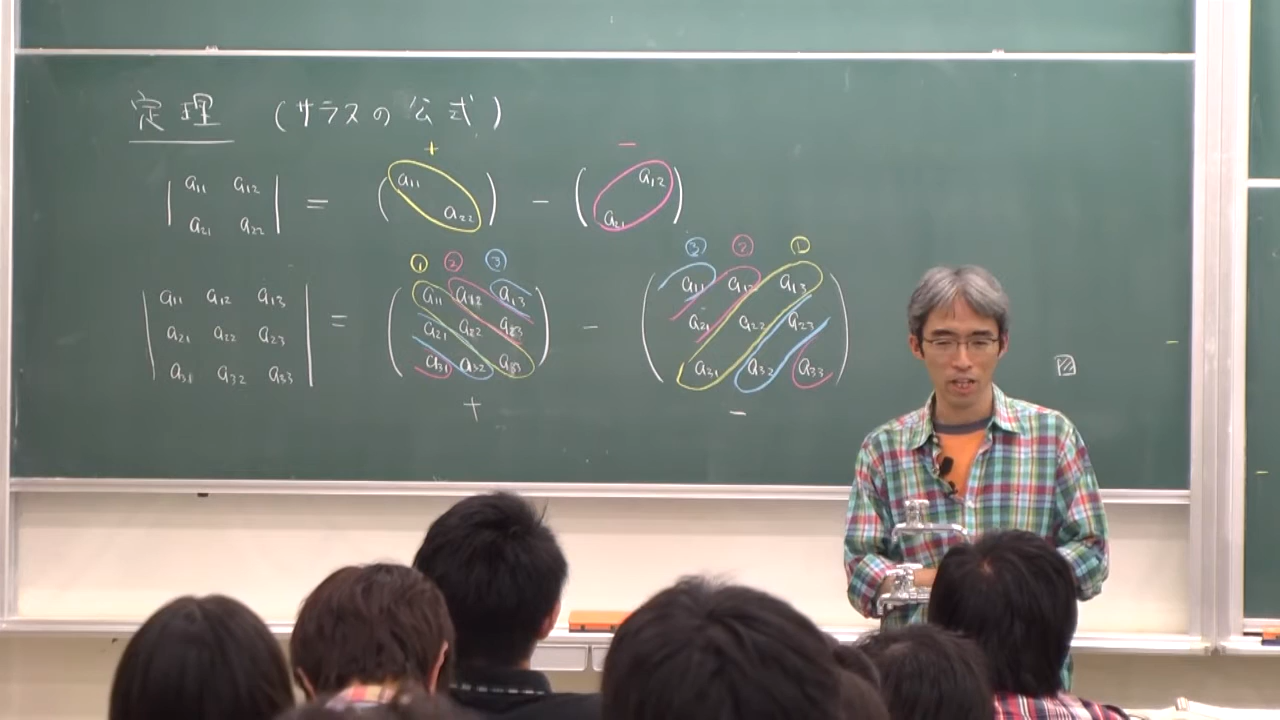 定理 (サラスの公式)
+ −
| a₁₁ a₁₂ | = ( a₁₁ ) − ( a₁₂ )
| a₂₁ a₂₂ | ( a₂₂ ) ( a₂₁ )
① ② ③ ③ ② ①
| a₁₁ a₁₂ a₁₃ | ( a₁₁ a₁₂ a₁₃ ) ( a₁₁ a₁₂ a₁₃ )
| a₂₁ a₂₂ a₂₃ | = ( a₂₁ a₂₂ a₂₃ ) − ( a₂₁ a₂₂ a₂₃ )
| a₃₁ a₃₂ a₃₃ | ( a₃₁ a₃₂ a₃₃ ) ( a₃₁ a₃₂ a₃₃ )
+ −